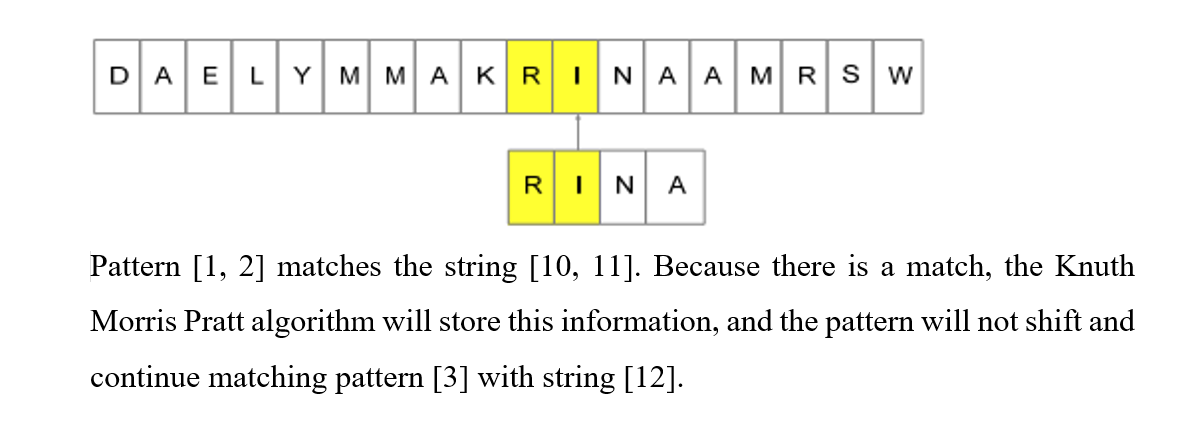 D A E L Y M M A K R I N A A M R S W
R I N A
Pattern [1, 2] matches the string [10, 11]. Because there is a match, the Knuth
Morris Pratt algorithm will store this information, and the pattern will not shift and
continue matching pattern [3] with string [12].